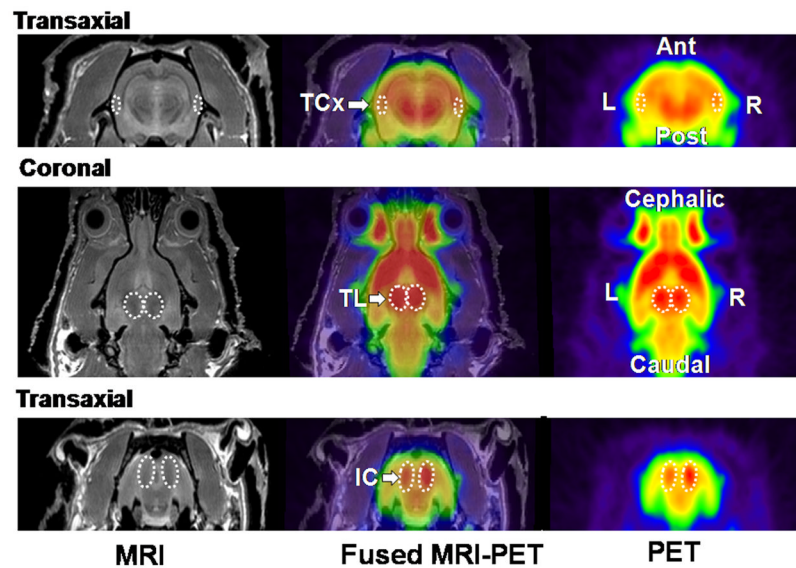 Transaxial
Ant
TCx
L
R
Post
Coronal
Cephalic
TL
L
R
Caudal
Transaxial
IC
MRI
Fused MRI-PET
PET